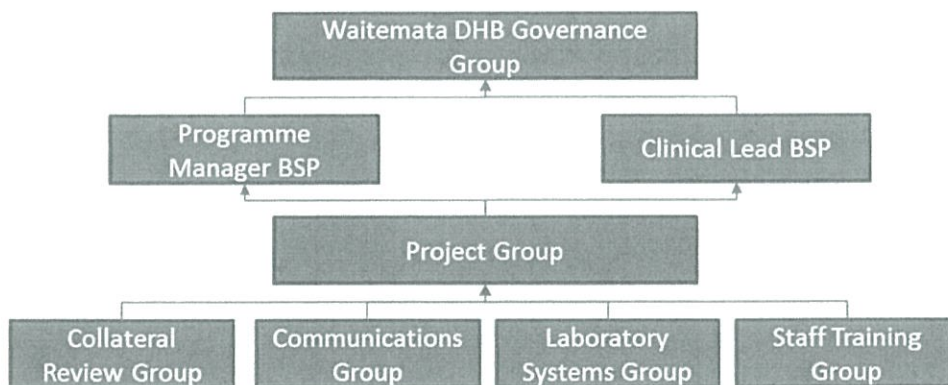 Waitemata DHB Governance
Group
Programme
Manager BSP
Clinical Lead BSP
Project Group
Collateral
Review Group
Communications
Group
Laboratory
Systems Group
Staff Training
Group